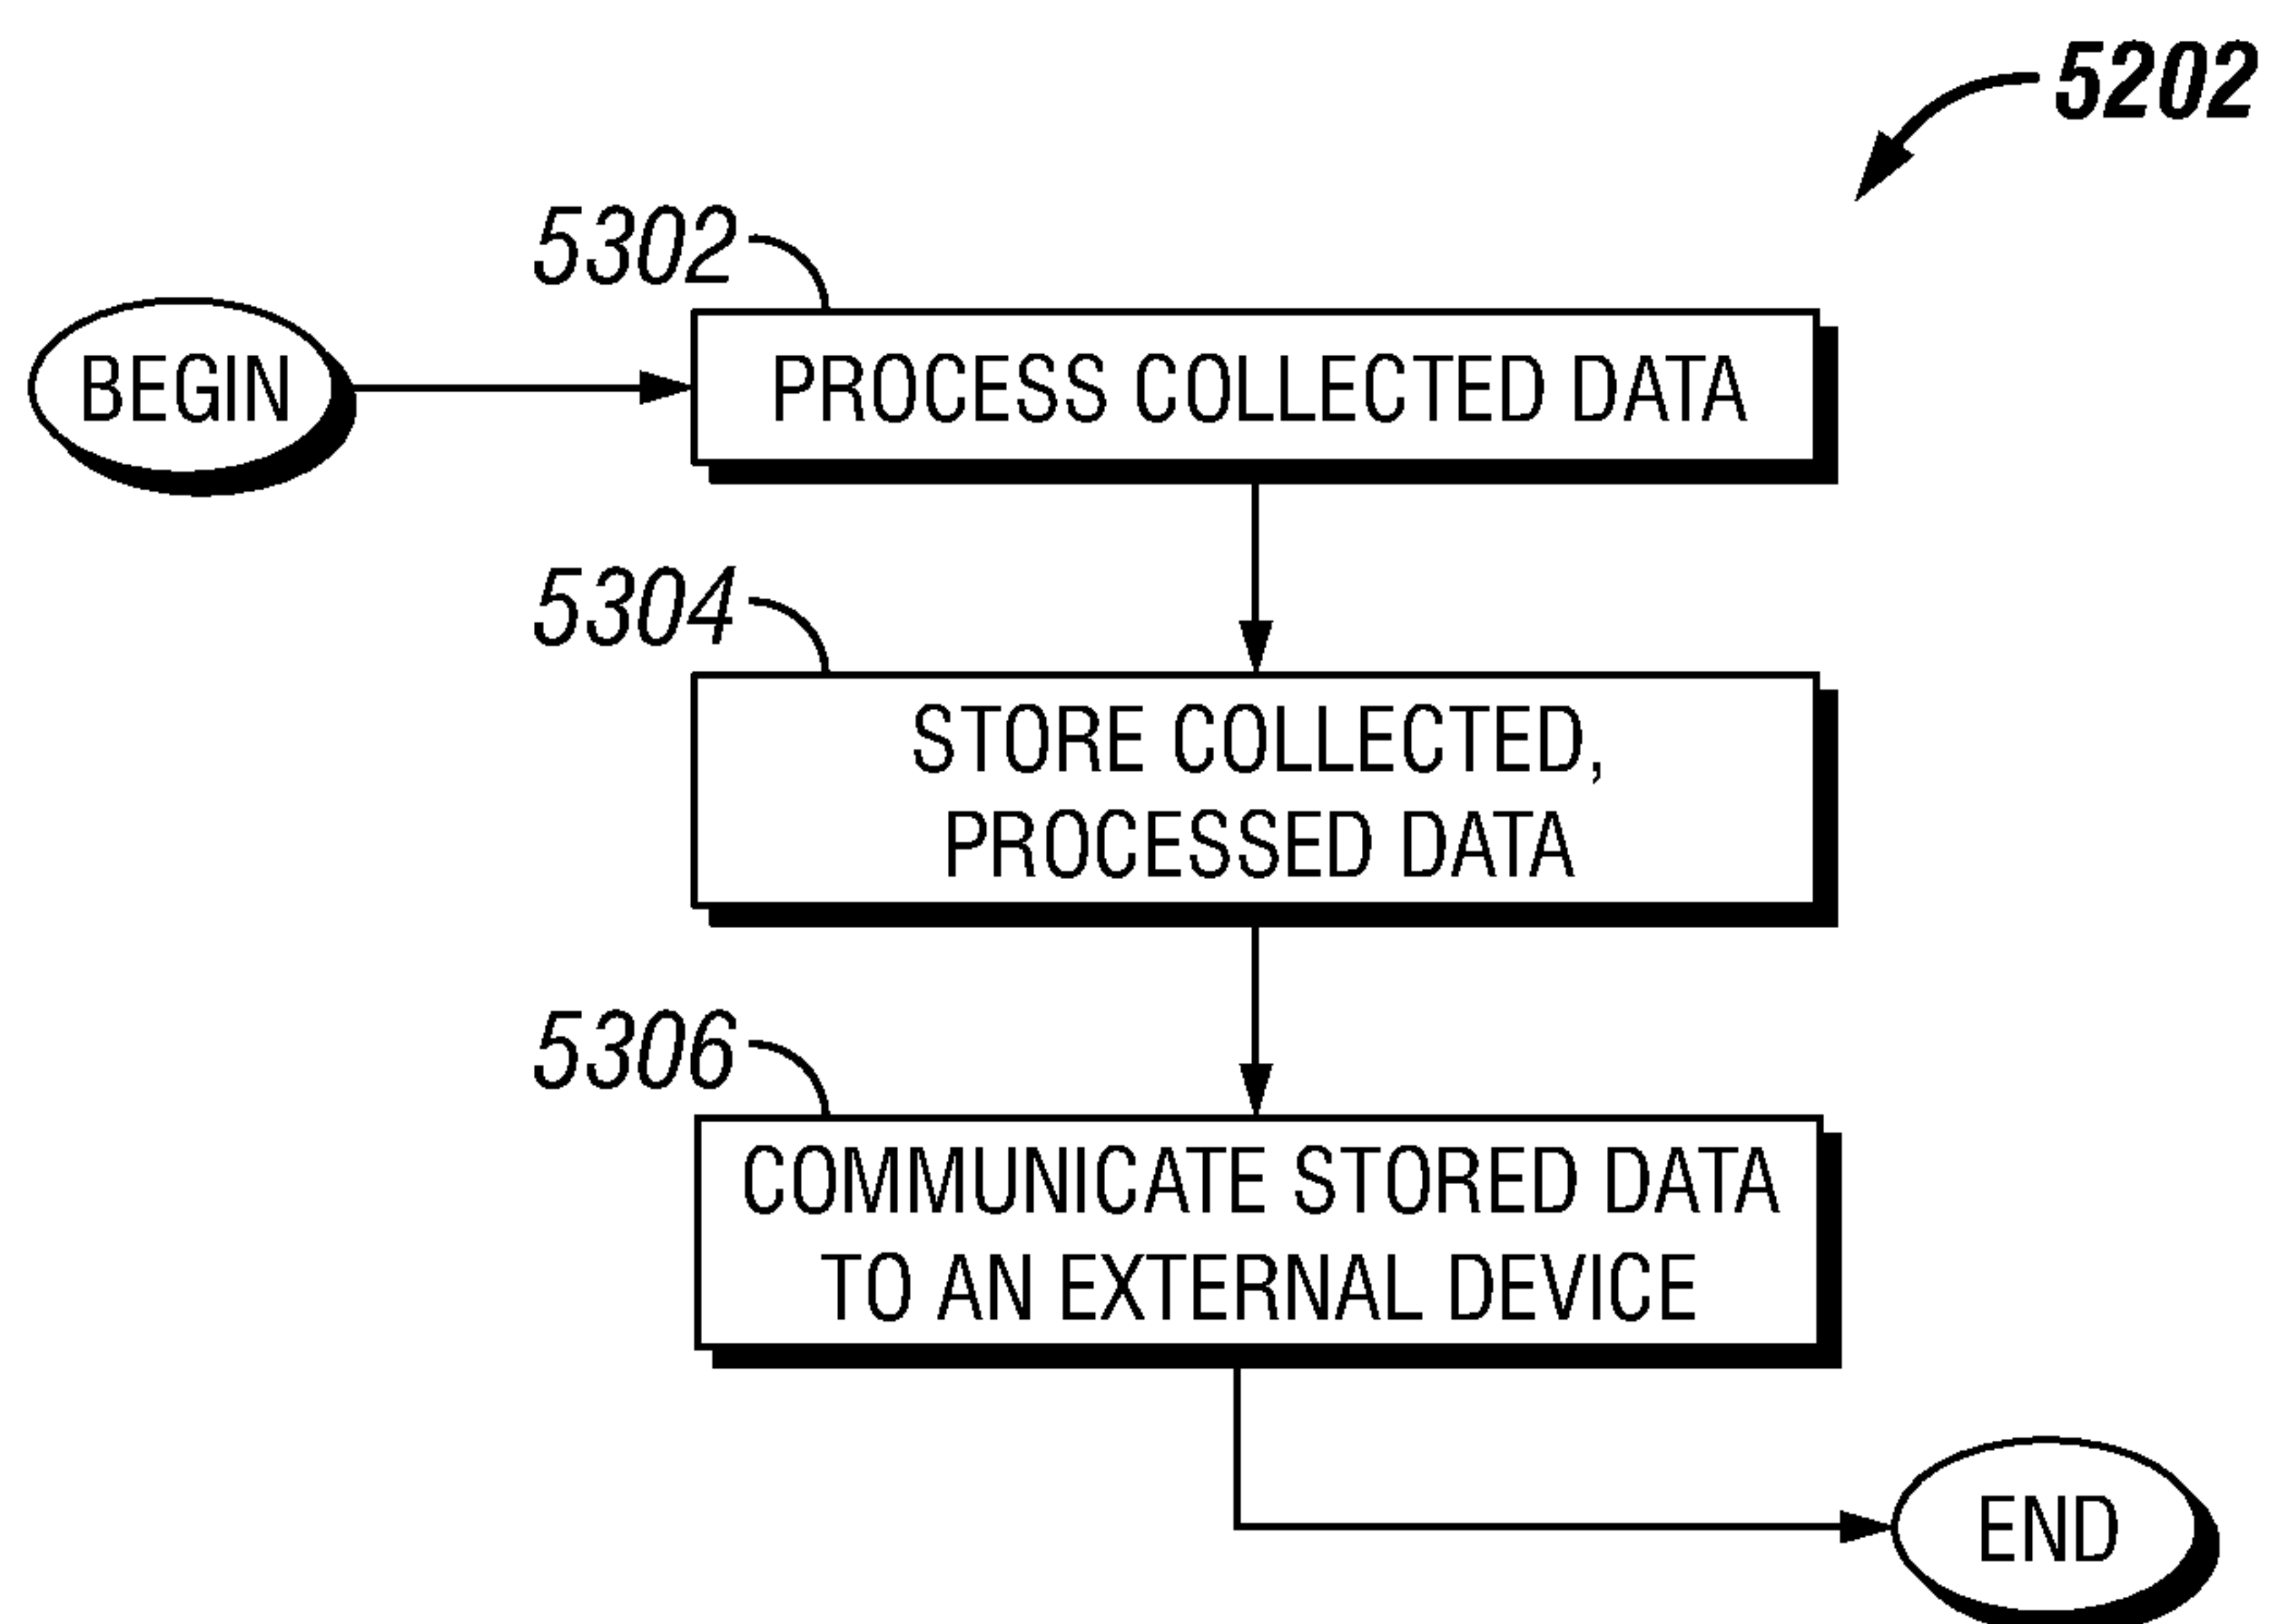 5202
5302
BEGIN
PROCESS COLLECTED DATA
5304
STORE COLLECTED,
PROCESSED DATA
5306
COMMUNICATE STORED DATA
TO AN EXTERNAL DEVICE
END